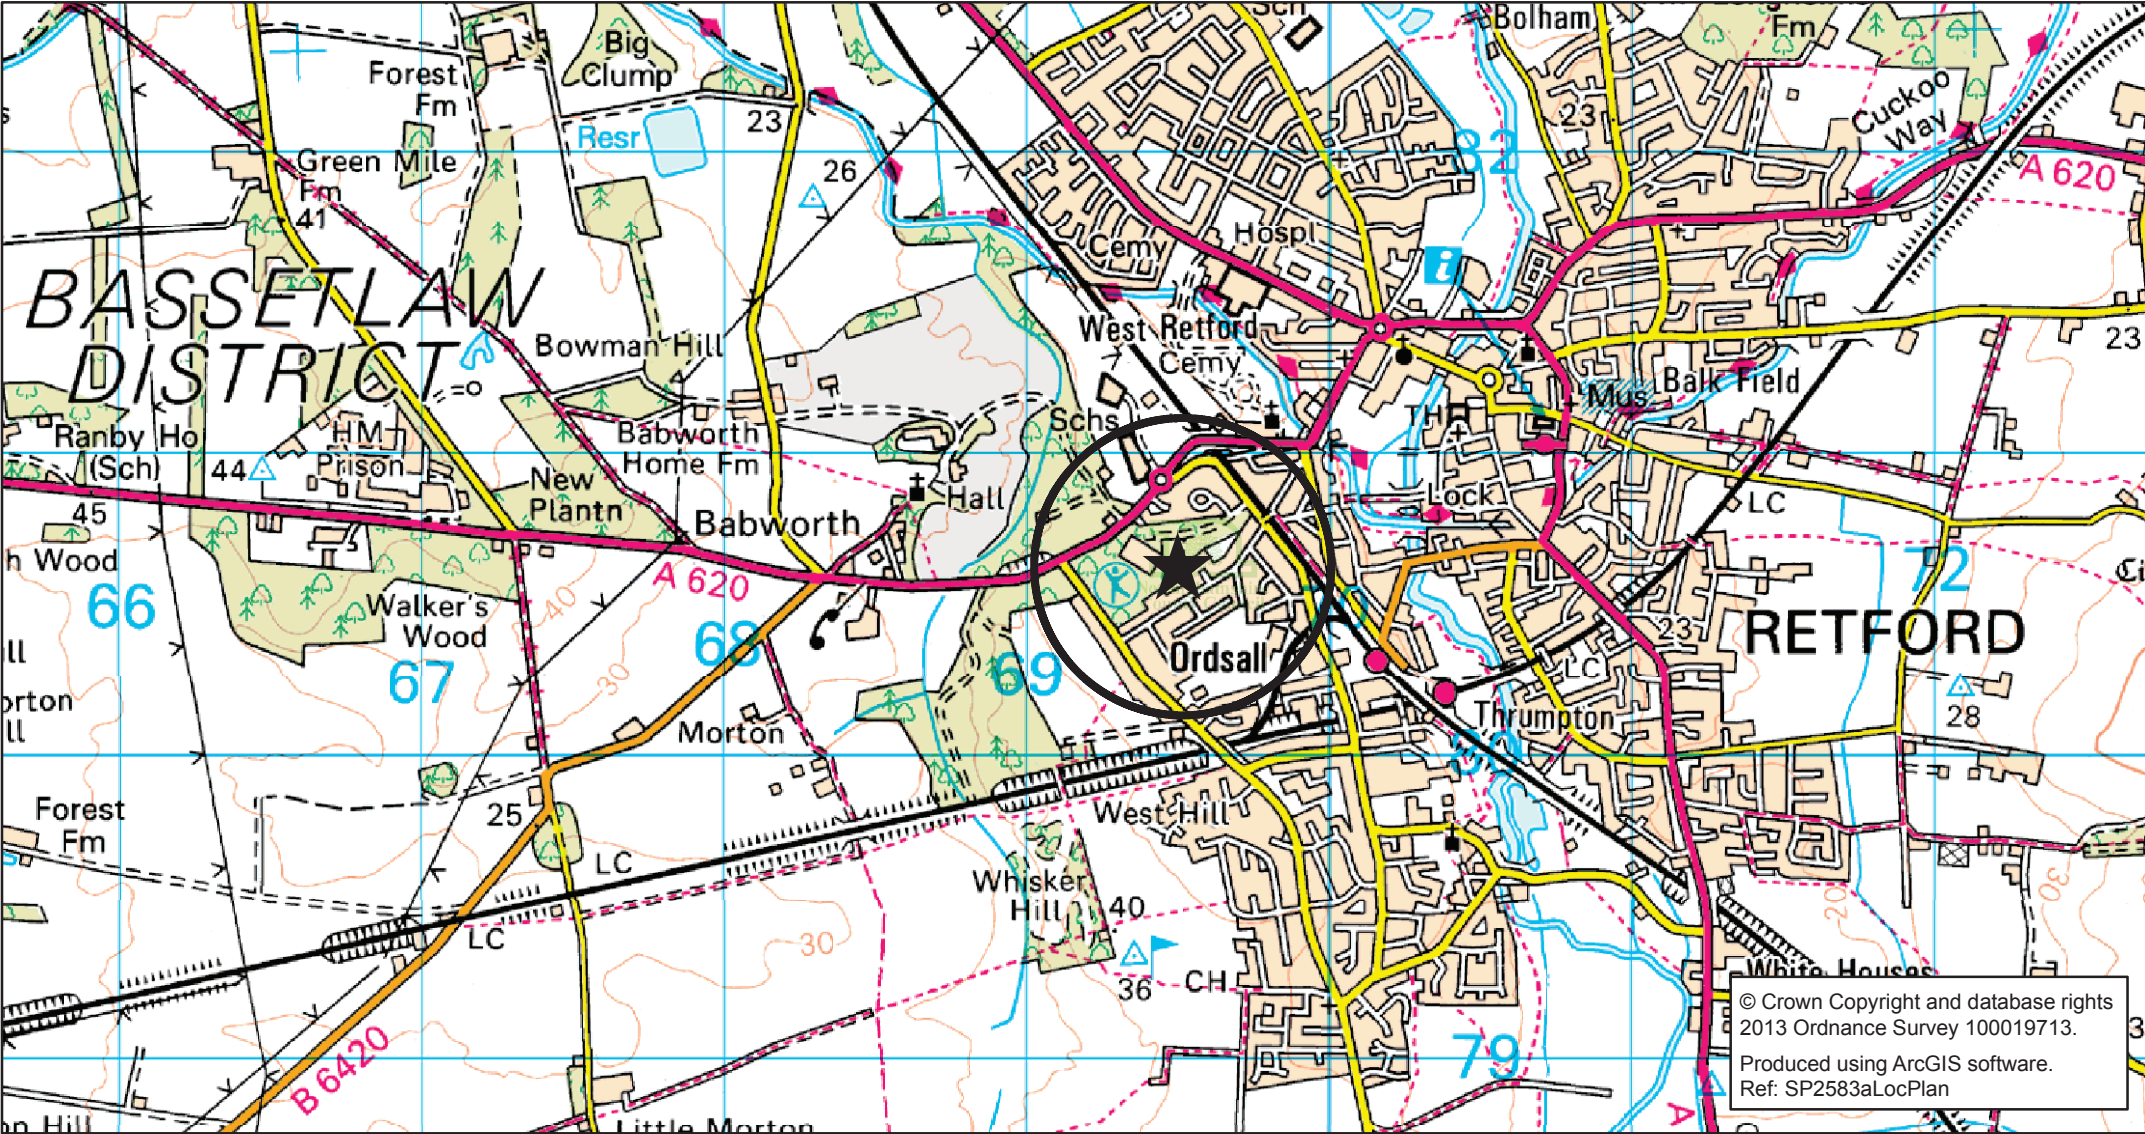 Sch
Bolham
Fm
Big
Clump
Forest
Fm
Resr
23
23
Cuckoo
Way
32
A 620
Green Mile
Fm
41
26
Cemy
Hospl
i
BASSETLAW
DISTRICT
Bowman Hill
West Retford
Cemy
23
Mus
Balk Field
Schs
TH
Ranby Ho
(Sch)
44
HM
Prison
Babworth
Home Fm
New
Plantn
Hall
Lock
LC
45
h Wood
Babworth
A 620
66
Walker's
Wood
40
68
72
RETFORD
67
30
69
Ordsall
23
LC
28
orton
ll
Morton
Thrumpton
Forest
Fm
25
LC
West Hill
Whisker
Hill
40
LC
30
36
CH
20
30
White Houses
B 6420
79
A
Little Morton
© Crown Copyright and database rights
2013 Ordnance Survey 100019713.
Produced using ArcGIS software.
Ref: SP2583aLocPlan